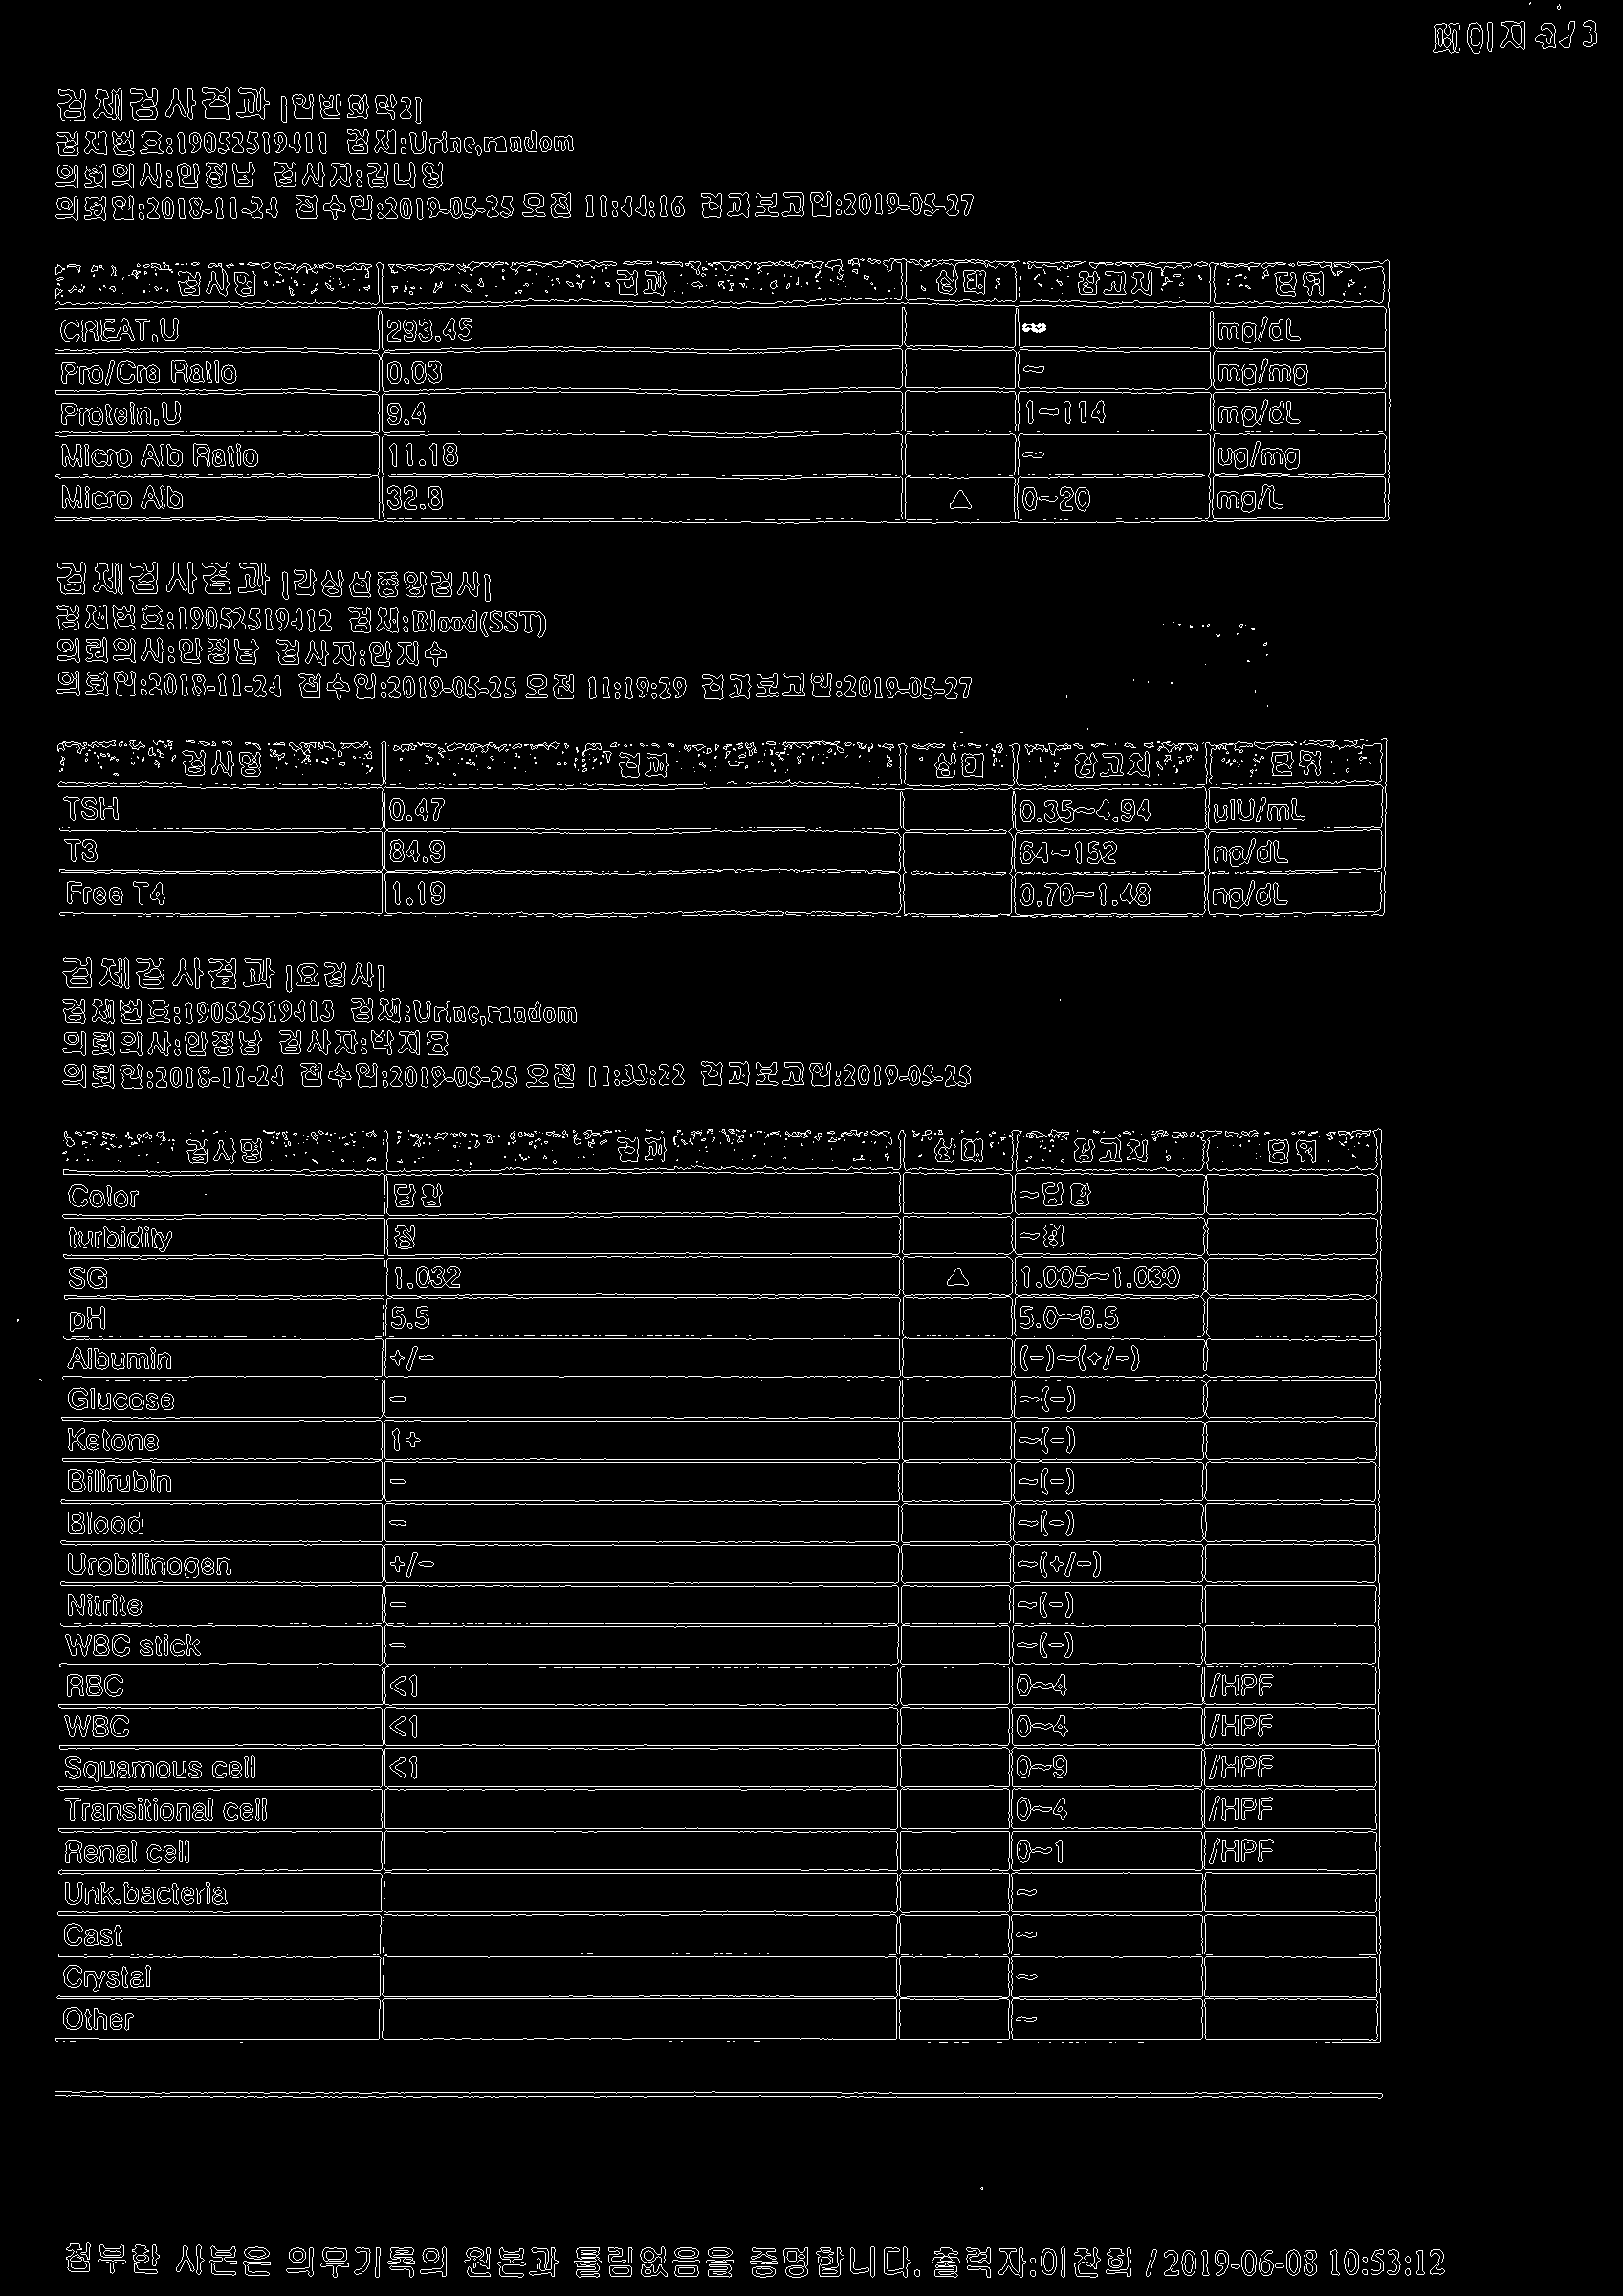 페이지 2/3
검체검사결과 [일반화학2]
검체번호:19052519411 검체:Urine,random
의뢰의사:안정남 검사자:김나영
의뢰일:2018-11-24 접수일:2019-05-25 오전 11:44:16 결과보고일:2019-05-27
검사명 결과 상태 참고치 단위
CREAT,U 293.45 ~ mg/dL
Pro/Cre Ratio 0.03 ~ mg/mg
Protein,U 9.4 1~114 mg/dL
Micro Alb Ratio 11.18 ~ ug/mg
Micro Alb 32.8 △ 0~20 mg/L
검체검사결과 [갑상선종양검사]
검체번호:19052519412 검체:Blood(SST)
의뢰의사:안정남 검사자:안지수
의뢰일:2018-11-24 접수일:2019-05-25 오전 11:19:29 결과보고일:2019-05-27
검사명 결과 상태 참고치 단위
TSH 0.47 0.35~4.94 uIU/mL
T3 84.9 64~152 ng/dL
Free T4 1.19 0.70~1.48 ng/dL
검체검사결과 [요검사]
검체번호:19052519413 검체:Urine,random
의뢰의사:안정남 검사자:박지윤
의뢰일:2018-11-24 접수일:2019-05-25 오전 11:33:22 결과보고일:2019-05-25
검사명 결과 상태 참고치 단위
Color 담황 ~담황
turbidity 청 ~청
SG 1.032 △ 1.005~1.030
pH 5.5 5.0~8.5
Albumin +/- (-)~(+/-)
Glucose - ~(-)
Ketone 1+ ~(-)
Bilirubin - ~(-)
Blood - ~(-)
Urobilinogen +/- ~(+/-)
Nitrite - ~(-)
WBC stick - ~(-)
RBC <1 0~4 /HPF
WBC <1 0~4 /HPF
Squamous cell <1 0~9 /HPF
Transitional cell 0~4 /HPF
Renal cell 0~1 /HPF
Unk.bacteria ~
Cast ~
Crystal ~
Other ~
첨부한 사본은 의무기록의 원본과 틀림없음을 증명합니다. 출력자:이찬희 / 2019-06-08 10:53:12